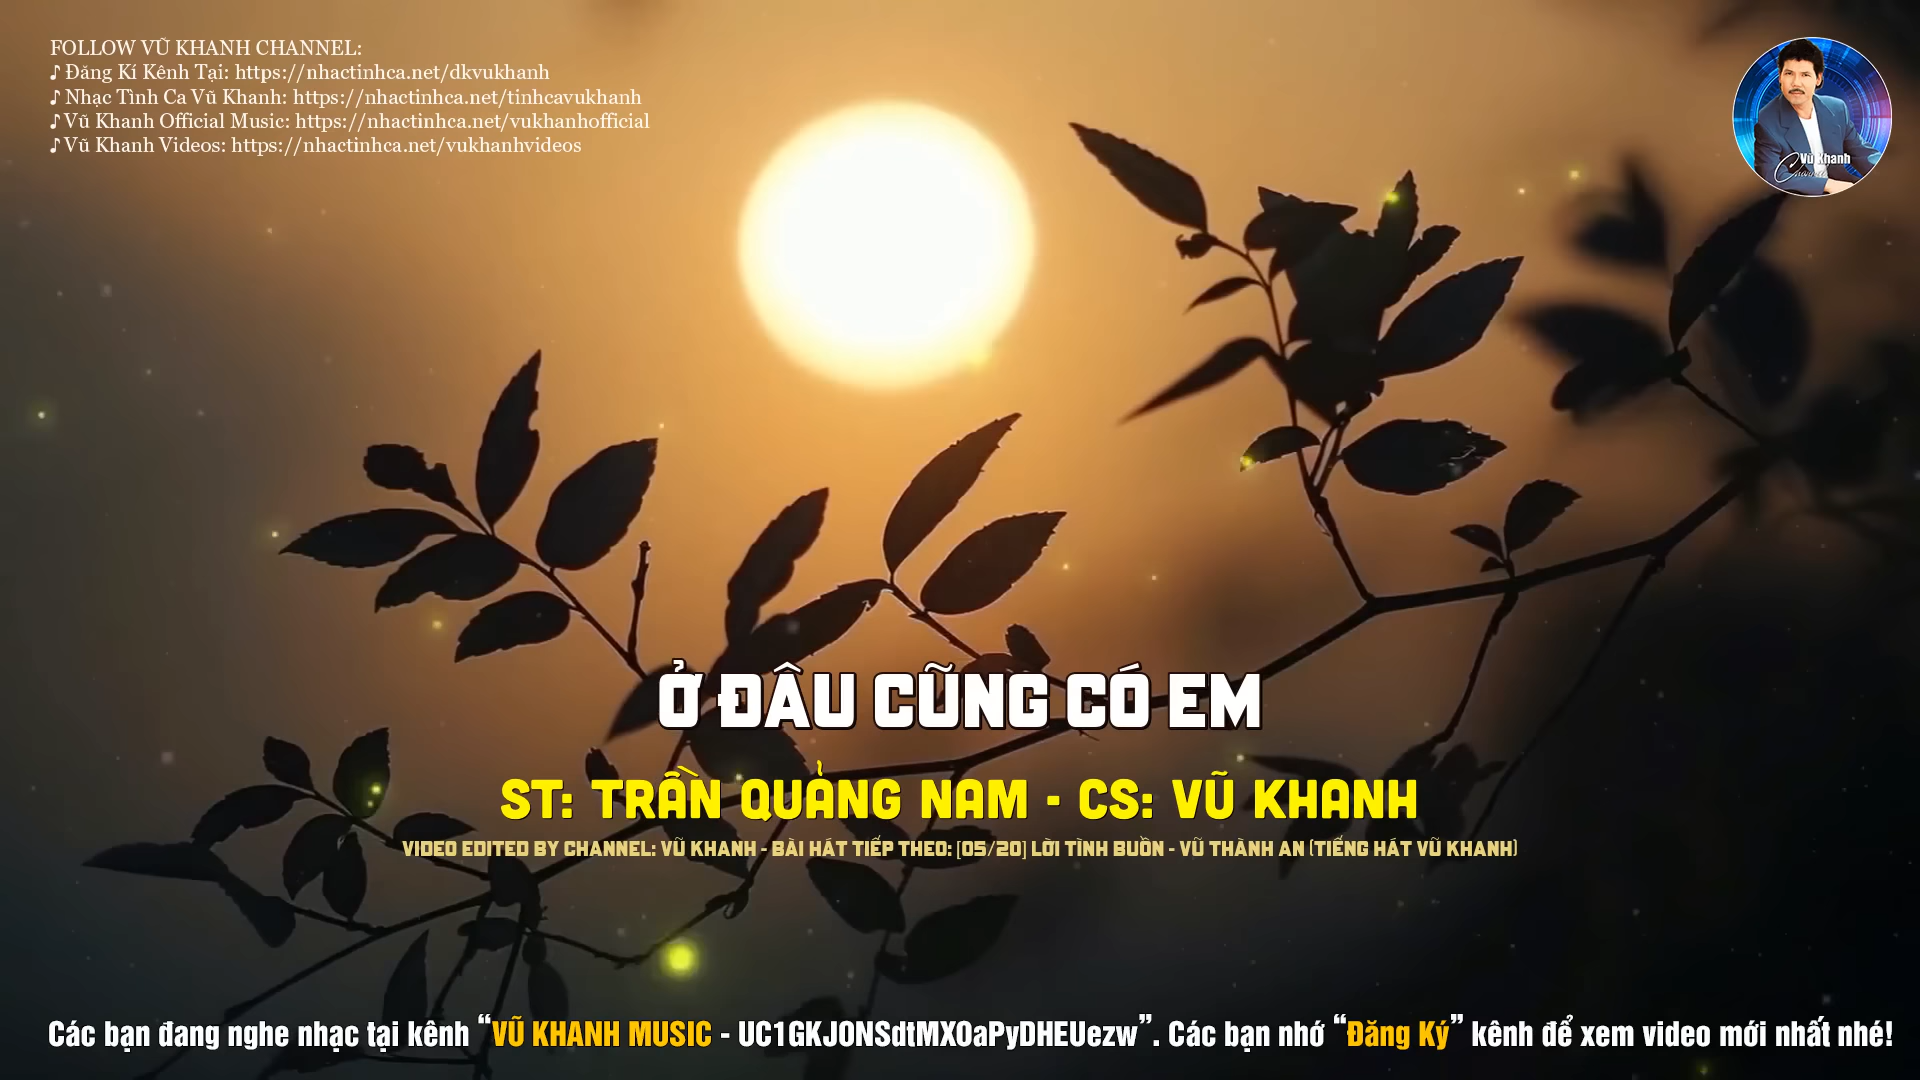 FOLLOW VŨ KHANH CHANNEL:
♪ Đăng Kí Kênh Tại: https://nhactinhca.net/dkvukhanh
♪ Nhạc Tình Ca Vũ Khanh: https://nhactinhca.net/tinhcavukhanh
♪ Vũ Khanh Official Music: https://nhactinhca.net/vukhanhofficial
♪ Vũ Khanh Videos: https://nhactinhca.net/vukhanhvideos
Vũ Khanh
Channel
Ở ĐÂU CŨNG CÓ EM
ST: TRẦN QUẢNG NAM - CS: VŨ KHANH
VIDEO EDITED BY CHANNEL: VŨ KHANH - BÀI HÁT TIẾP THEO: [05/20] LỜI TÌNH BUỒN - VŨ THÀNH AN (TIẾNG HÁT VŨ KHANH)
Các bạn đang nghe nhạc tại kênh “VŨ KHANH MUSIC - UC1GKJONSdtMXOaPyDHEUezw”. Các bạn nhớ “Đăng Ký” kênh để xem video mới nhất nhé!